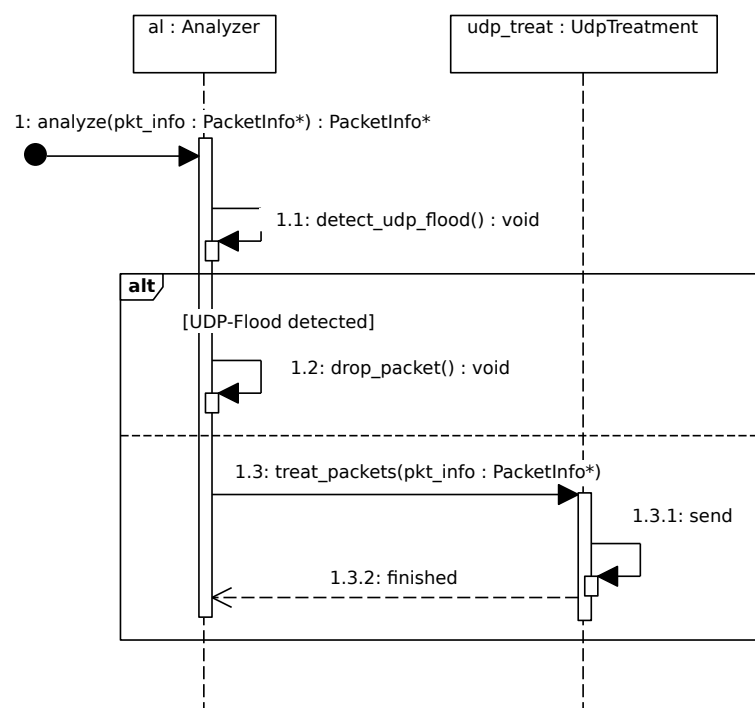 al : Analyzer
udp_treat : UdpTreatment
1: analyze(pkt_info : PacketInfo*) : PacketInfo*
1.1: detect_udp_flood() : void
alt
[UDP-Flood detected]
1.2: drop_packet() : void
1.3: treat_packets(pkt_info : PacketInfo*)
1.3.1: send
1.3.2: finished